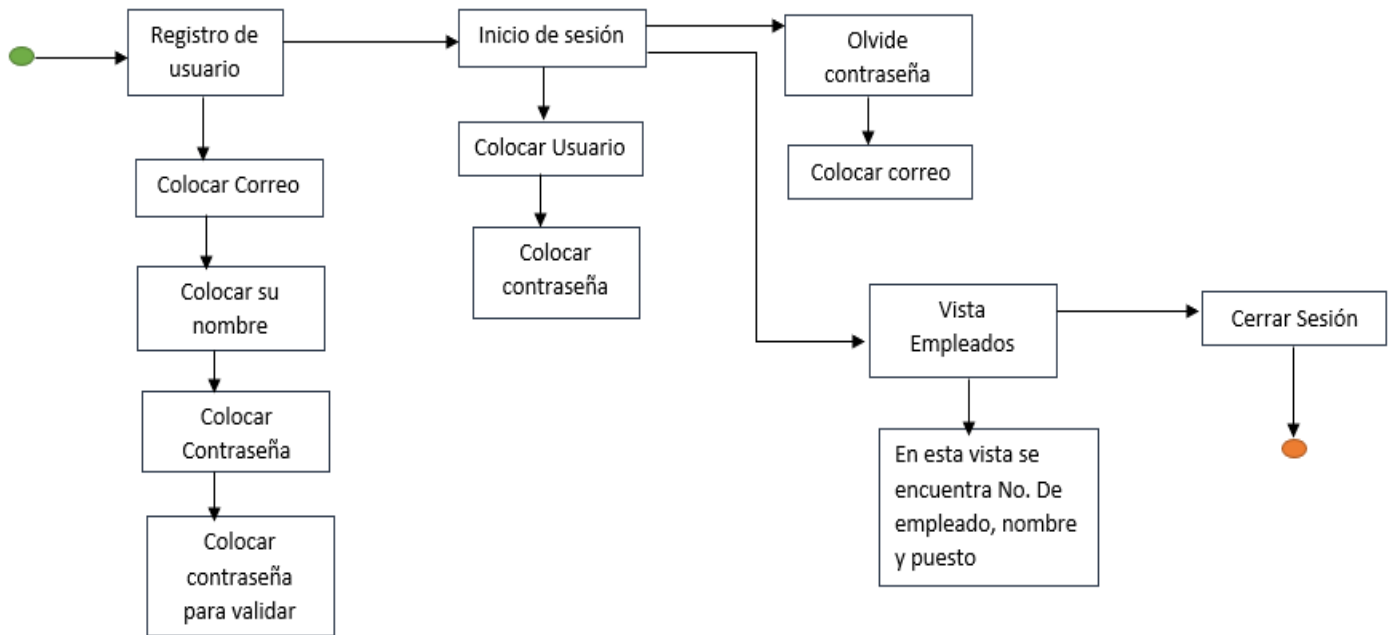 Registro de
usuario
Colocar Correo
Colocar su
nombre
Colocar
Contraseña
Colocar
contraseña
para validar
Inicio de sesión
Colocar Usuario
Colocar
contraseña
Olvide
contraseña
Colocar correo
Vista
Empleados
En esta vista se
encuentra No. De
empleado, nombre
y puesto
Cerrar Sesión